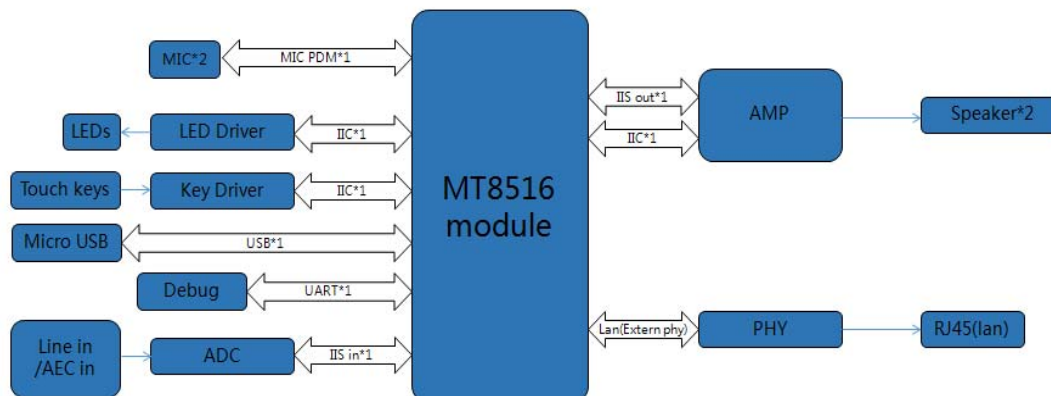 MIC*2
MIC PDM*1
LEDs
LED Driver
IIC*1
Touch keys
Key Driver
IIC*1
Micro USB
USB*1
Debug
UART*1
Line in
/AEC in
ADC
IIS in*1
MT8516
module
IIS out*1
IIC*1
AMP
Speaker*2
Lan(Extern phy)
PHY
RJ45(lan)